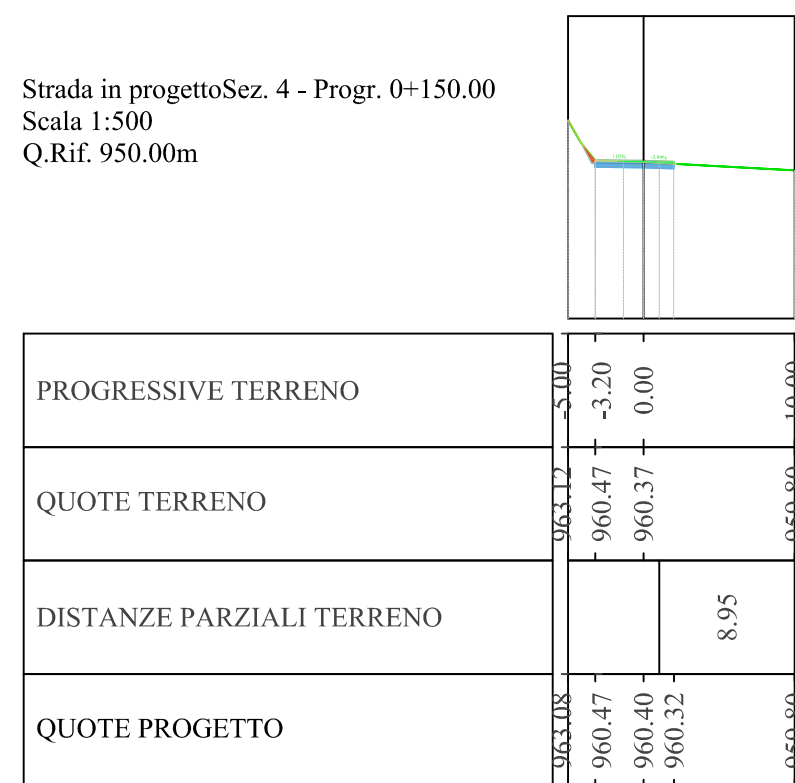 Strada in progettoSez. 4 - Progr. 0+150.00
Scala 1:500
Q.Rif. 950.00m
PROGRESSIVE TERRENO
-5.00 -3.20 0.00 10.00
QUOTE TERRENO
963.12 960.47 960.37
DISTANZE PARZIALI TERRENO
8.95
QUOTE PROGETTO
963.08 960.47 960.40 960.32